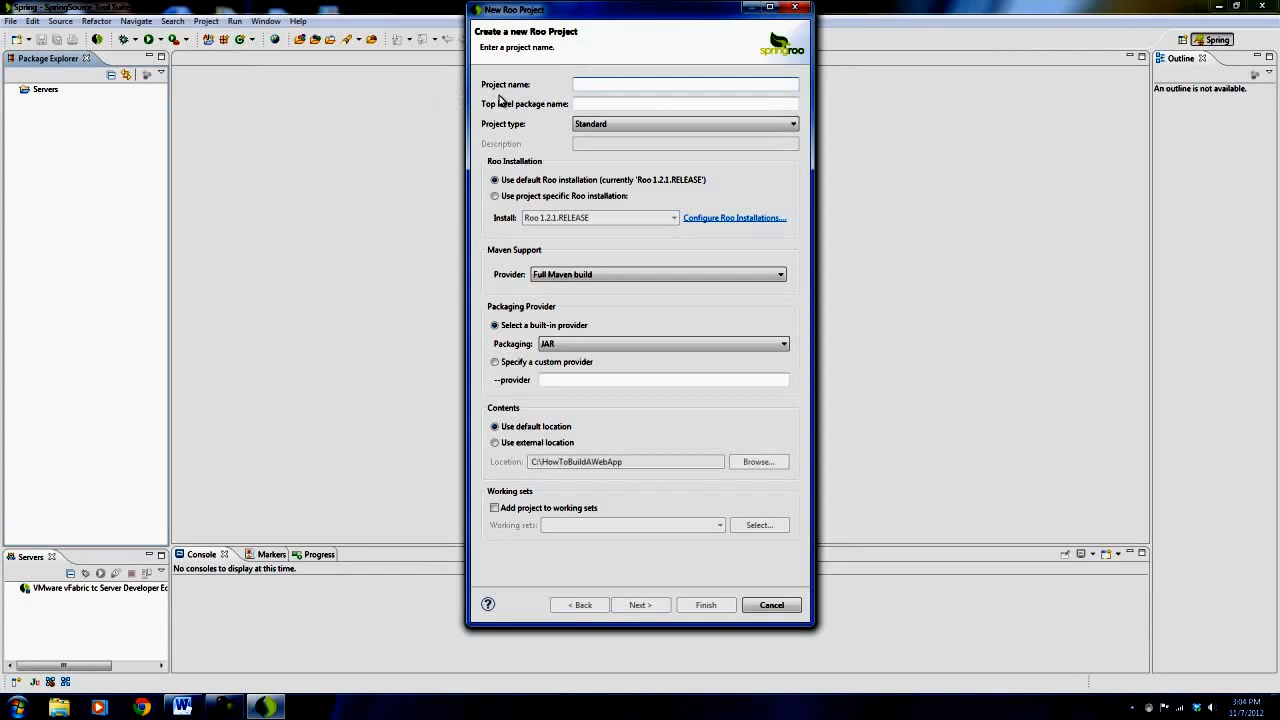 Spring - SpringSource Tool Suite
File Edit Source Refactor Navigate Search Project Run Window Help
Spring
Package Explorer
Servers
New Roo Project
Create a new Roo Project
Enter a project name.
springroo
Project name:
Top level package name:
Project type: Standard
Description
Roo Installation
Use default Roo installation (currently 'Roo 1.2.1.RELEASE')
Use project specific Roo installation:
Install: Roo 1.2.1.RELEASE Configure Roo Installations....
Maven Support
Provider: Full Maven build
Packaging Provider
Select a built-in provider
Packaging: JAR
Specify a custom provider
--provider
Contents
Use default location
Use external location
Location: C:\HowToBuildAWebApp Browse...
Working sets
Add project to working sets
Working sets: Select...
? < Back Next > Finish Cancel
Outline
An outline is not available.
Servers
VMware vFabric tc Server Developer Ec
Console Markers Progress
No consoles to display at this time.
Ju
W
3:04 PM
11/7/2012